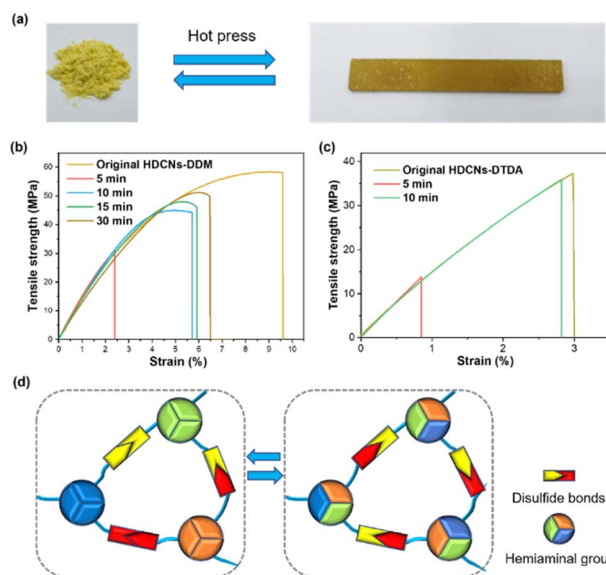 (a)
Hot press
(b)
Original HDCNs-DDM
5 min
10 min
15 min
30 min
Tensile strength (MPa)
60
50
40
30
20
10
0
0 1 2 3 4 5 6 7 8 9 10
Strain (%)
(c)
Original HDCNs-DTDA
5 min
10 min
Tensile strength (MPa)
40
30
20
10
0
0 1 2 3
Strain (%)
(d)
Disulfide bonds
Hemiaminal grou